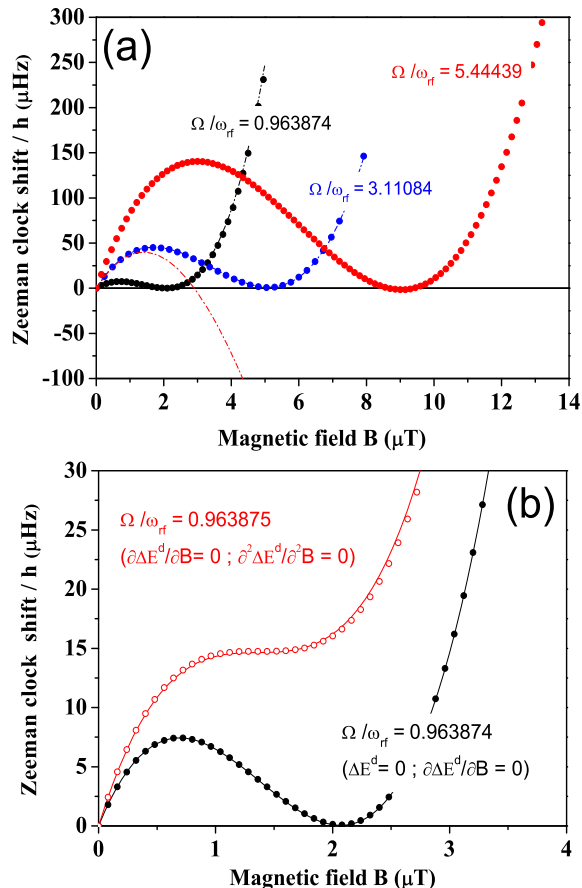 (a)
300
250
200
150
100
50
0
-50
-100
Zeeman clock shift / h (μHz)
Ω /ω_rf = 5.44439
Ω /ω_rf = 0.963874
Ω /ω_rf = 3.11084
0 2 4 6 8 10 12 14
Magnetic field B (μT)
(b)
30
25
20
15
10
5
0
Zeeman clock shift / h (μHz)
Ω /ω_rf = 0.963875
(∂ΔE^d/∂B= 0 ; ∂²ΔE^d/∂²B = 0)
Ω /ω_rf = 0.963874
(ΔE^d= 0 ; ∂ΔE^d/∂B = 0)
0 1 2 3 4
Magnetic field B (μT)